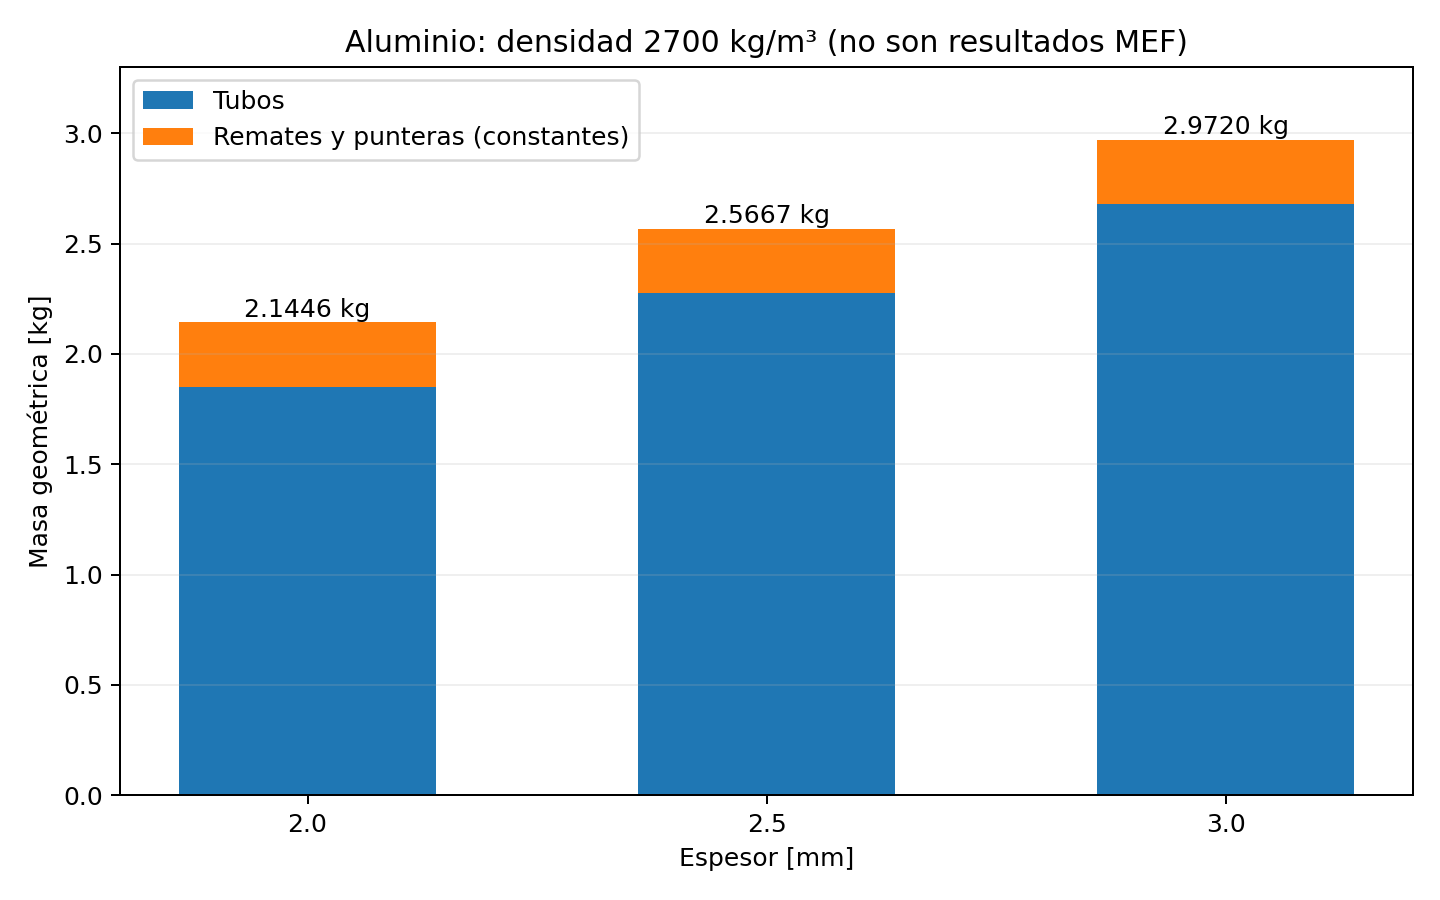 Aluminio: densidad 2700 kg/m³ (no son resultados MEF)
Tubos
Remates y punteras (constantes)
2.1446 kg
2.5667 kg
2.9720 kg
Masa geométrica [kg]
3.0
2.5
2.0
1.5
1.0
0.5
0.0
2.0
2.5
3.0
Espesor [mm]